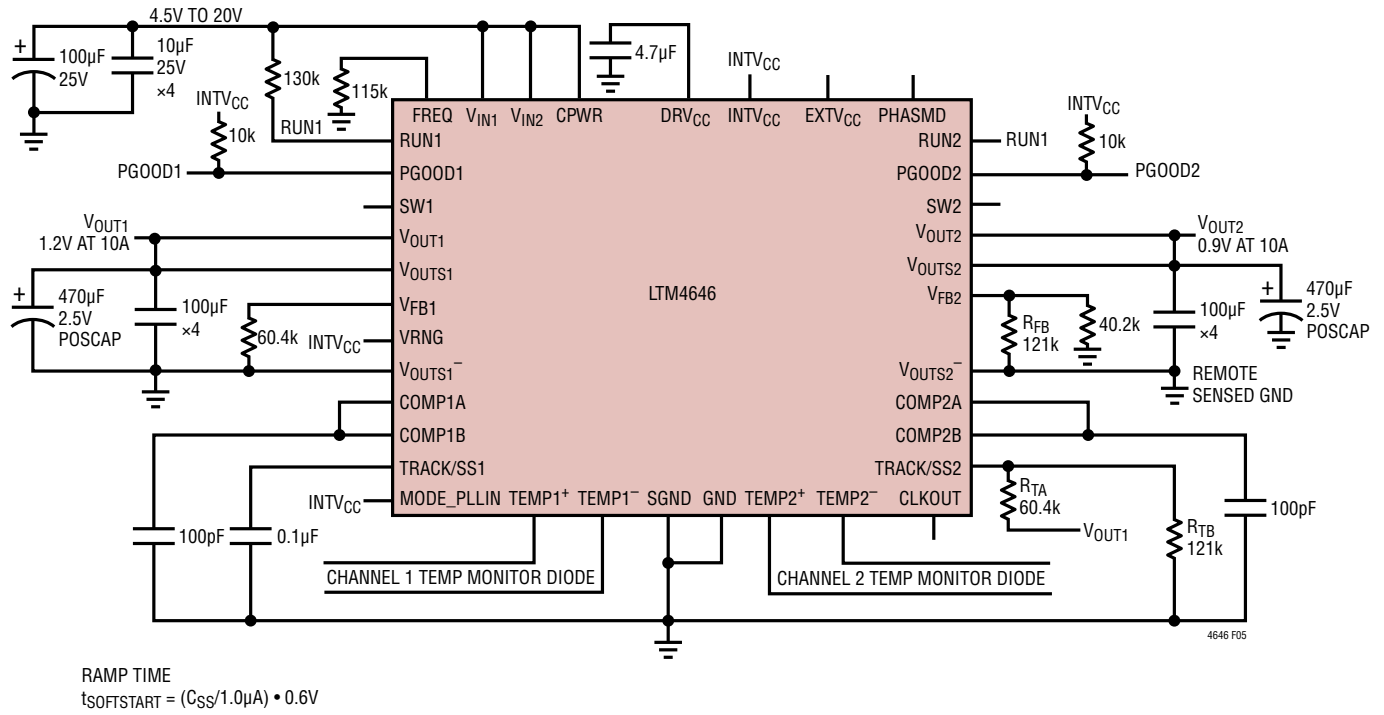 4.5V TO 20V
100µF
25V
10µF
25V
×4
INTVCC
10k
RUN1
130k
115k
4.7µF
INTVCC
INTVCC
10k
FREQ
VIN1
VIN2
CPWR
DRVCC
INTVCC
EXTVCC
PHASMD
RUN1
RUN2
RUN1
PGOOD1
PGOOD1
PGOOD2
PGOOD2
SW1
SW2
VOUT1
1.2V AT 10A
VOUT1
VOUT2
VOUT2
0.9V AT 10A
VOUTS1
VOUTS2
LTM4646
470µF
2.5V
POSCAP
100µF
×4
60.4k
VFB1
VFB2
RFB
121k
40.2k
100µF
×4
470µF
2.5V
POSCAP
INTVCC
VRNG
VOUTS1–
VOUTS2–
REMOTE
SENSED GND
COMP1A
COMP2A
COMP1B
COMP2B
TRACK/SS1
TRACK/SS2
INTVCC
MODE_PLLIN
TEMP1+
TEMP1–
SGND
GND
TEMP2+
TEMP2–
CLKOUT
RTA
60.4k
VOUT1
RTB
121k
100pF
100pF
0.1µF
CHANNEL 1 TEMP MONITOR DIODE
CHANNEL 2 TEMP MONITOR DIODE
4646 F05
RAMP TIME
tSOFTSTART = (CSS/1.0µA) • 0.6V